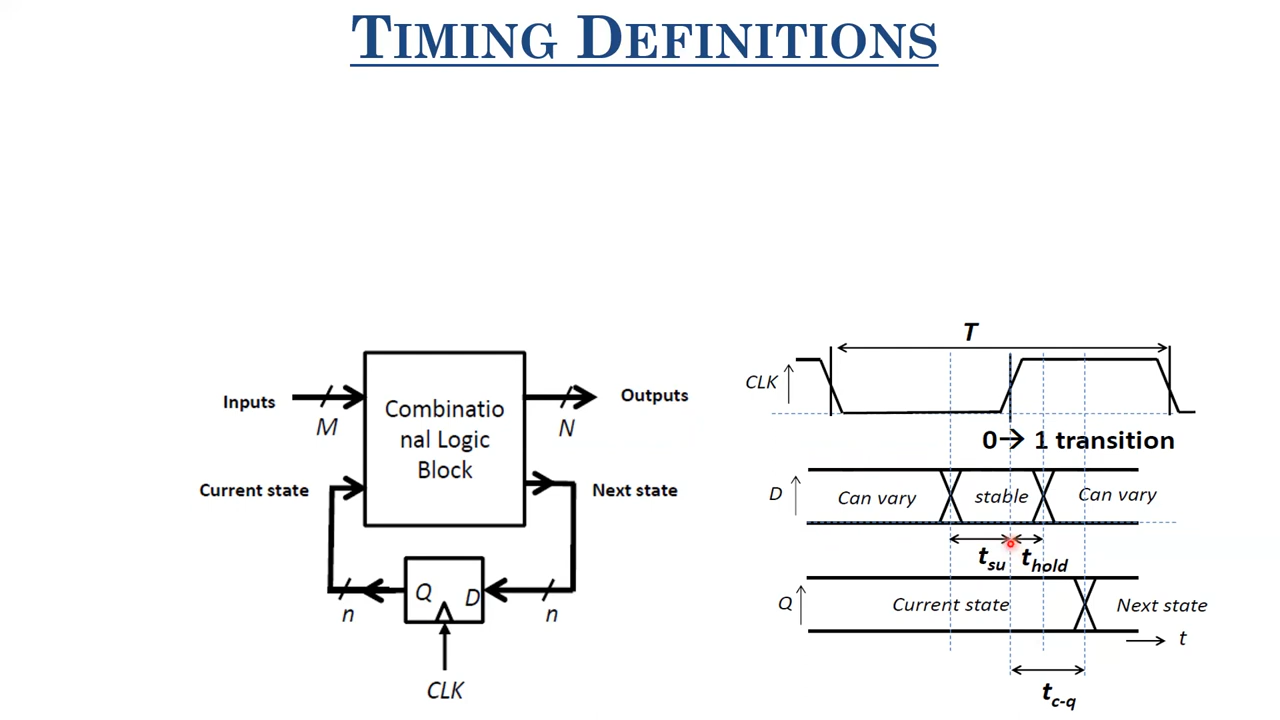 TIMING DEFINITIONS
Inputs
M
Combinatio
nal Logic
Block
N
Outputs
Current state
Next state
n
Q
D
n
CLK
T
CLK
0→ 1 transition
D
Can vary
stable
Can vary
tsu
thold
Q
Current state
Next state
t
tc-q